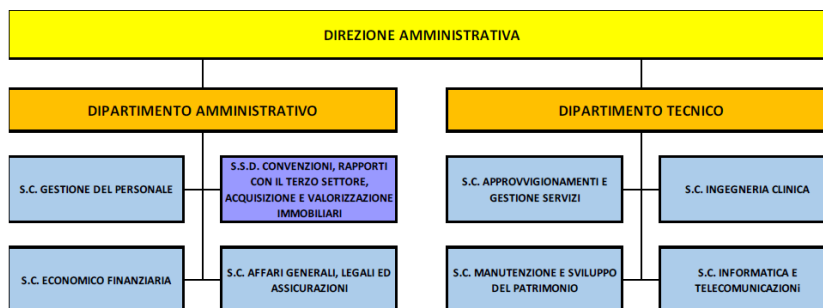 DIREZIONE AMMINISTRATIVA
DIPARTIMENTO AMMINISTRATIVO
DIPARTIMENTO TECNICO
S.C. GESTIONE DEL PERSONALE
S.S.D. CONVENZIONI, RAPPORTI
CON IL TERZO SETTORE,
ACQUISIZIONE E VALORIZZAZIONE
IMMOBILIARI
S.C. APPROVVIGIONAMENTI E
GESTIONE SERVIZI
S.C. INGEGNERIA CLINICA
S.C. ECONOMICO FINANZIARIA
S.C. AFFARI GENERALI, LEGALI ED
ASSICURAZIONI
S.C. MANUTENZIONE E SVILUPPO
DEL PATRIMONIO
S.C. INFORMATICA E
TELECOMUNICAZIONi